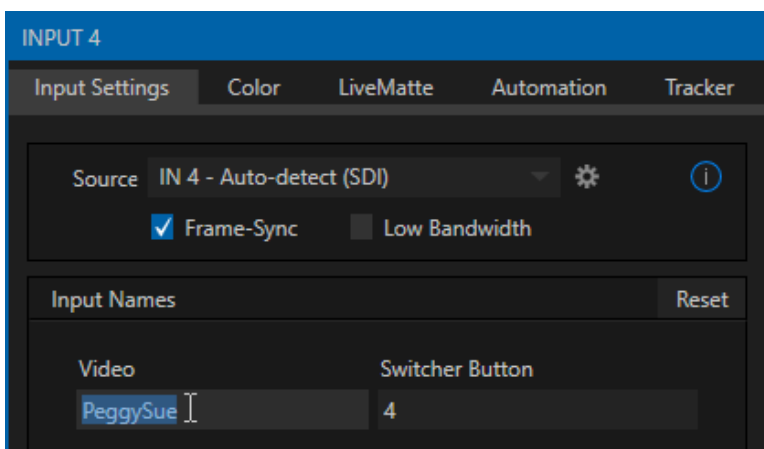 INPUT 4
Input Settings Color LiveMatte Automation Tracker
Source IN 4 - Auto-detect (SDI)
Frame-Sync Low Bandwidth
Input Names Reset
Video Switcher Button
PeggySue 4